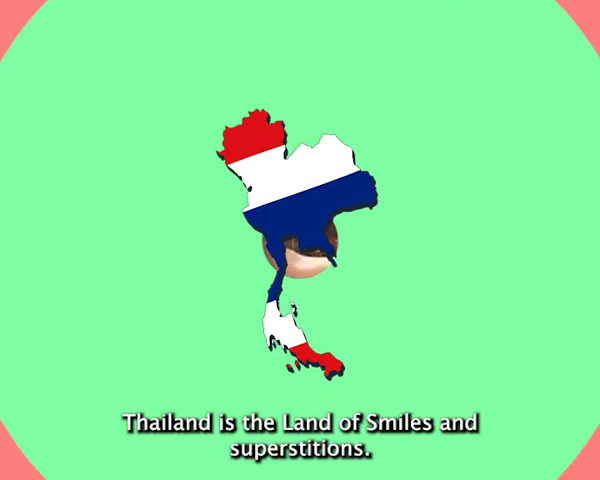 Thailand is the Land of Smiles and
superstitions.